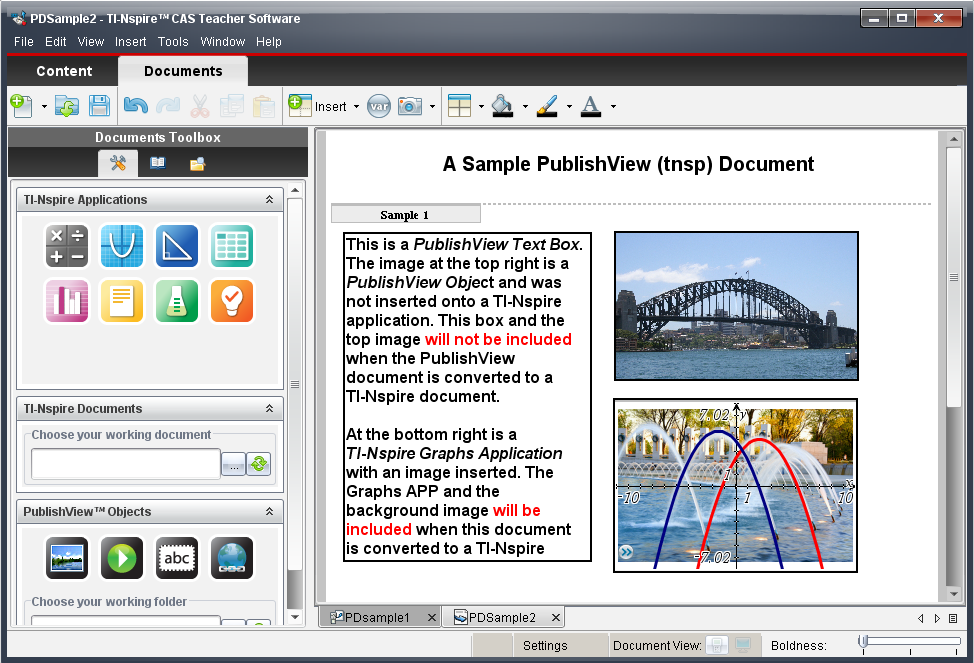 PDSample2 - TI-Nspire™ CAS Teacher Software
File Edit View Insert Tools Window Help
Content Documents
Insert var A
Documents Toolbox
TI-Nspire Applications
TI-Nspire Documents
Choose your working document
...
PublishView™ Objects
abc
Choose your working folder
A Sample PublishView (tnsp) Document
Sample 1
This is a PublishView Text Box.
The image at the top right is a
PublishView Object and was
not inserted onto a TI-Nspire
application. This box and the
top image will not be included
when the PublishView
document is converted to a
TI-Nspire document.
At the bottom right is a
TI-Nspire Graphs Application
with an image inserted. The
Graphs APP and the
background image will be
included when this document
is converted to a TI-Nspire
7.02 y
1
x
-10 1 10
-7.02
PDsample1 PDSample2
Settings Document View: Boldness: